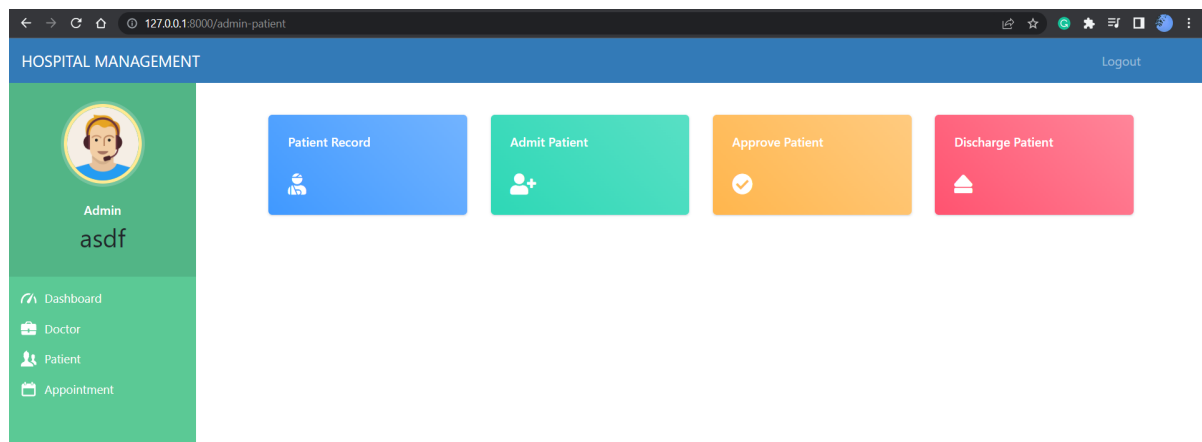 127.0.0.1:8000/admin-patient
HOSPITAL MANAGEMENT
Logout
Admin
asdf
Dashboard
Doctor
Patient
Appointment
Patient Record
Admit Patient
Approve Patient
Discharge Patient